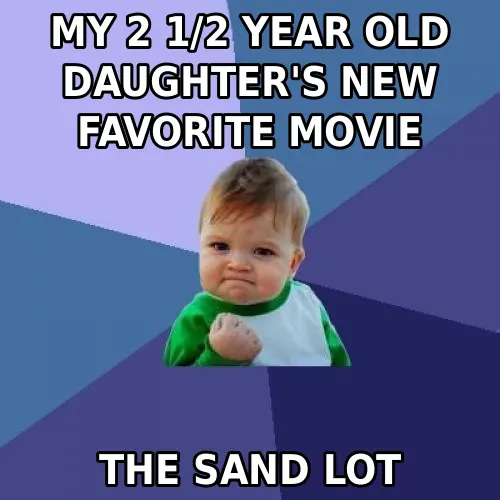 MY 2 1/2 YEAR OLD
DAUGHTER'S NEW
FAVORITE MOVIE
THE SAND LOT